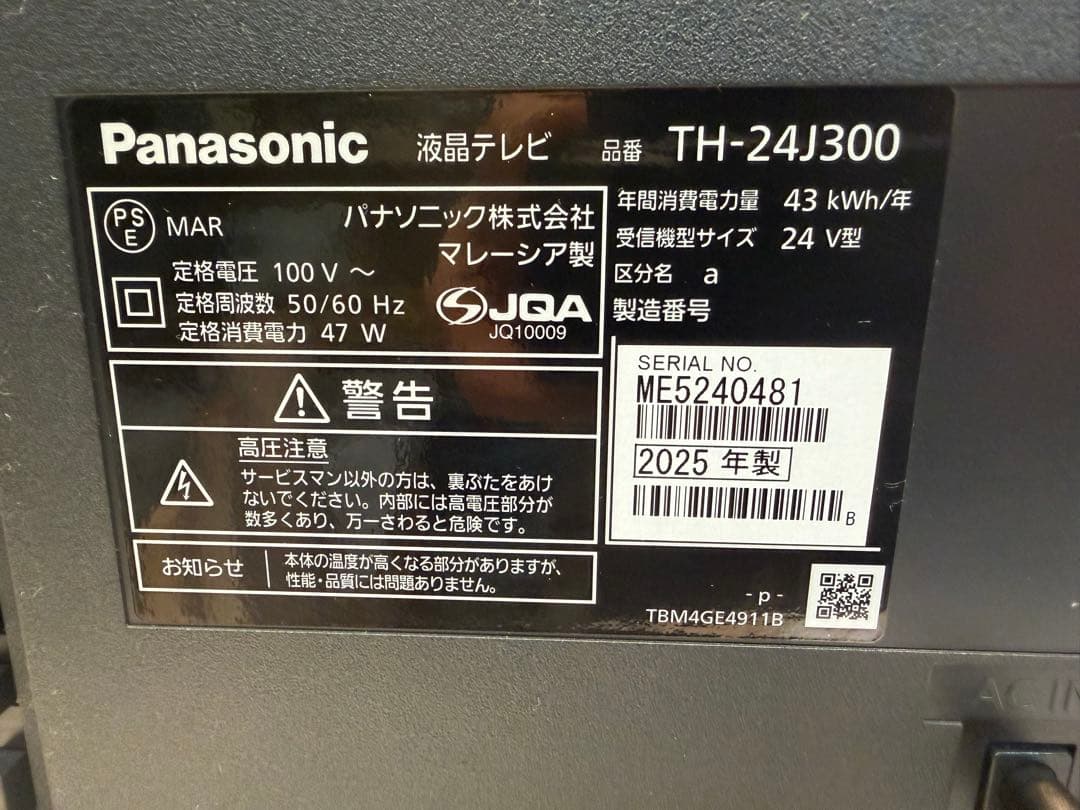 Panasonic 液晶テレビ 品番 TH-24J300
PS
E
MAR
パナソニック株式会社
マレーシア製
定格電圧 100 V ～
定格周波数 50/60 Hz
定格消費電力 47 W
JQA
JQ10009
年間消費電力量 43 kWh/年
受信機型サイズ 24 V型
区分名 a
製造番号
SERIAL NO.
ME5240481
2025 年製
B
警告
高圧注意
サービスマン以外の方は、裏ぶたをあけ
ないでください。内部には高電圧部分が
数多くあり、万一さわると危険です。
お知らせ
本体の温度が高くなる部分がありますが、
性能・品質には問題ありません。
- p -
TBM4GE4911B
AC IN